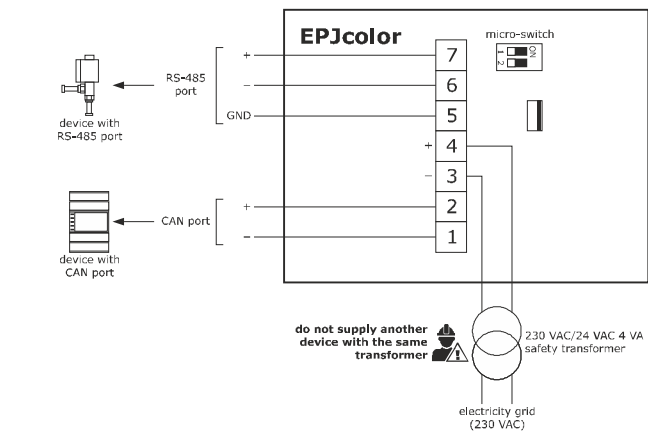 EPJcolor
micro-switch
ON
1
2
+
7
RS-485
port
−
6
GND
5
device with
RS-485 port
+
4
−
3
+
2
CAN port
−
1
device with
CAN port
do not supply another
device with the same
transformer
!
230 VAC/24 VAC 4 VA
safety transformer
electricity grid
(230 VAC)